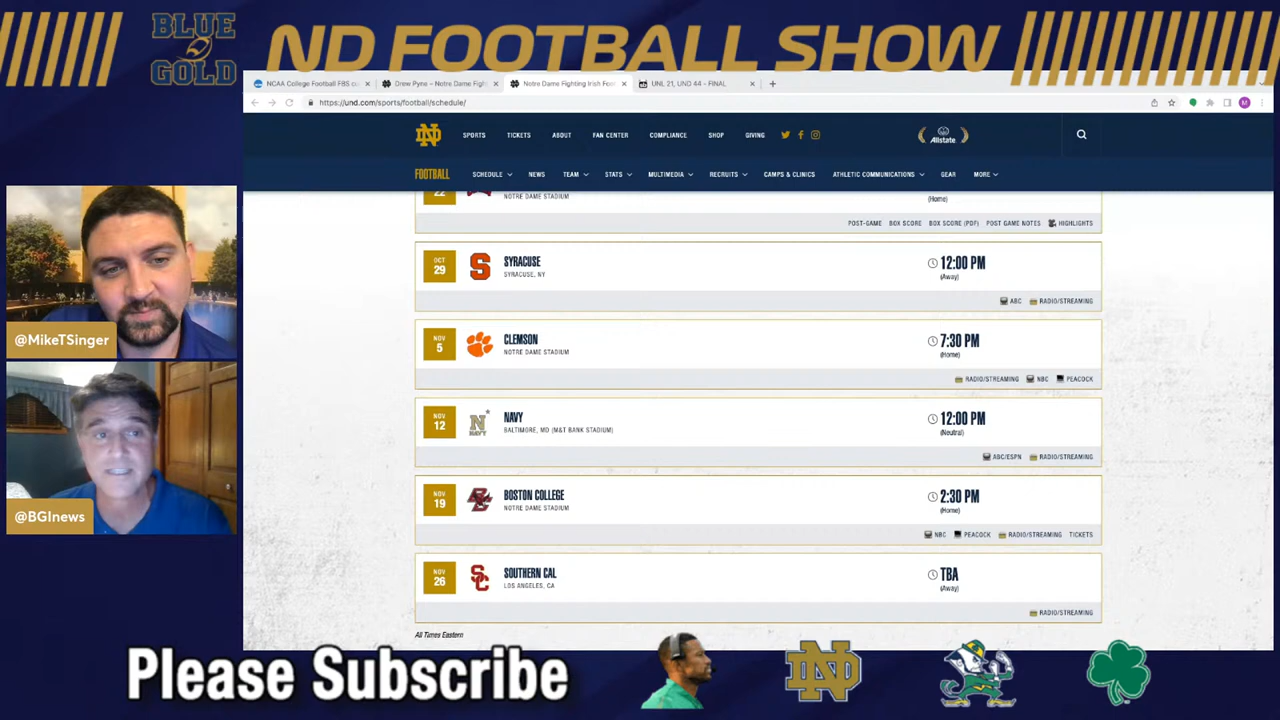 BLUE
GOLD
ND FOOTBALL SHOW
NCAA College Football FBS cu
Drew Pyne – Notre Dame Fight
Notre Dame Fighting Irish Foot
UNL 21, UND 44 - FINAL
https://und.com/sports/football/schedule/
SPORTS TICKETS ABOUT FAN CENTER COMPLIANCE SHOP GIVING
Allstate
FOOTBALL SCHEDULE NEWS TEAM STATS MULTIMEDIA RECRUITS CAMPS & CLINICS ATHLETIC COMMUNICATIONS GEAR MORE
22 NOTRE DAME STADIUM (Home)
POST-GAME BOX SCORE BOX SCORE (PDF) POST GAME NOTES HIGHLIGHTS
OCT 29 SYRACUSE SYRACUSE, NY 12:00 PM (Away)
ABC RADIO/STREAMING
NOV 5 CLEMSON NOTRE DAME STADIUM 7:30 PM (Home)
RADIO/STREAMING NBC PEACOCK
NOV 12 NAVY BALTIMORE, MD (M&T BANK STADIUM) 12:00 PM (Neutral)
ABC/ESPN RADIO/STREAMING
NOV 19 BOSTON COLLEGE NOTRE DAME STADIUM 2:30 PM (Home)
NBC PEACOCK RADIO/STREAMING TICKETS
NOV 26 SOUTHERN CAL LOS ANGELES, CA TBA (Away)
RADIO/STREAMING
All Times Eastern
@MikeTSinger
@BGInews
Please Subscribe